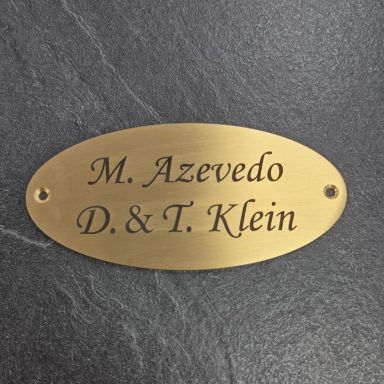 M. Azevedo
D. & T. Klein